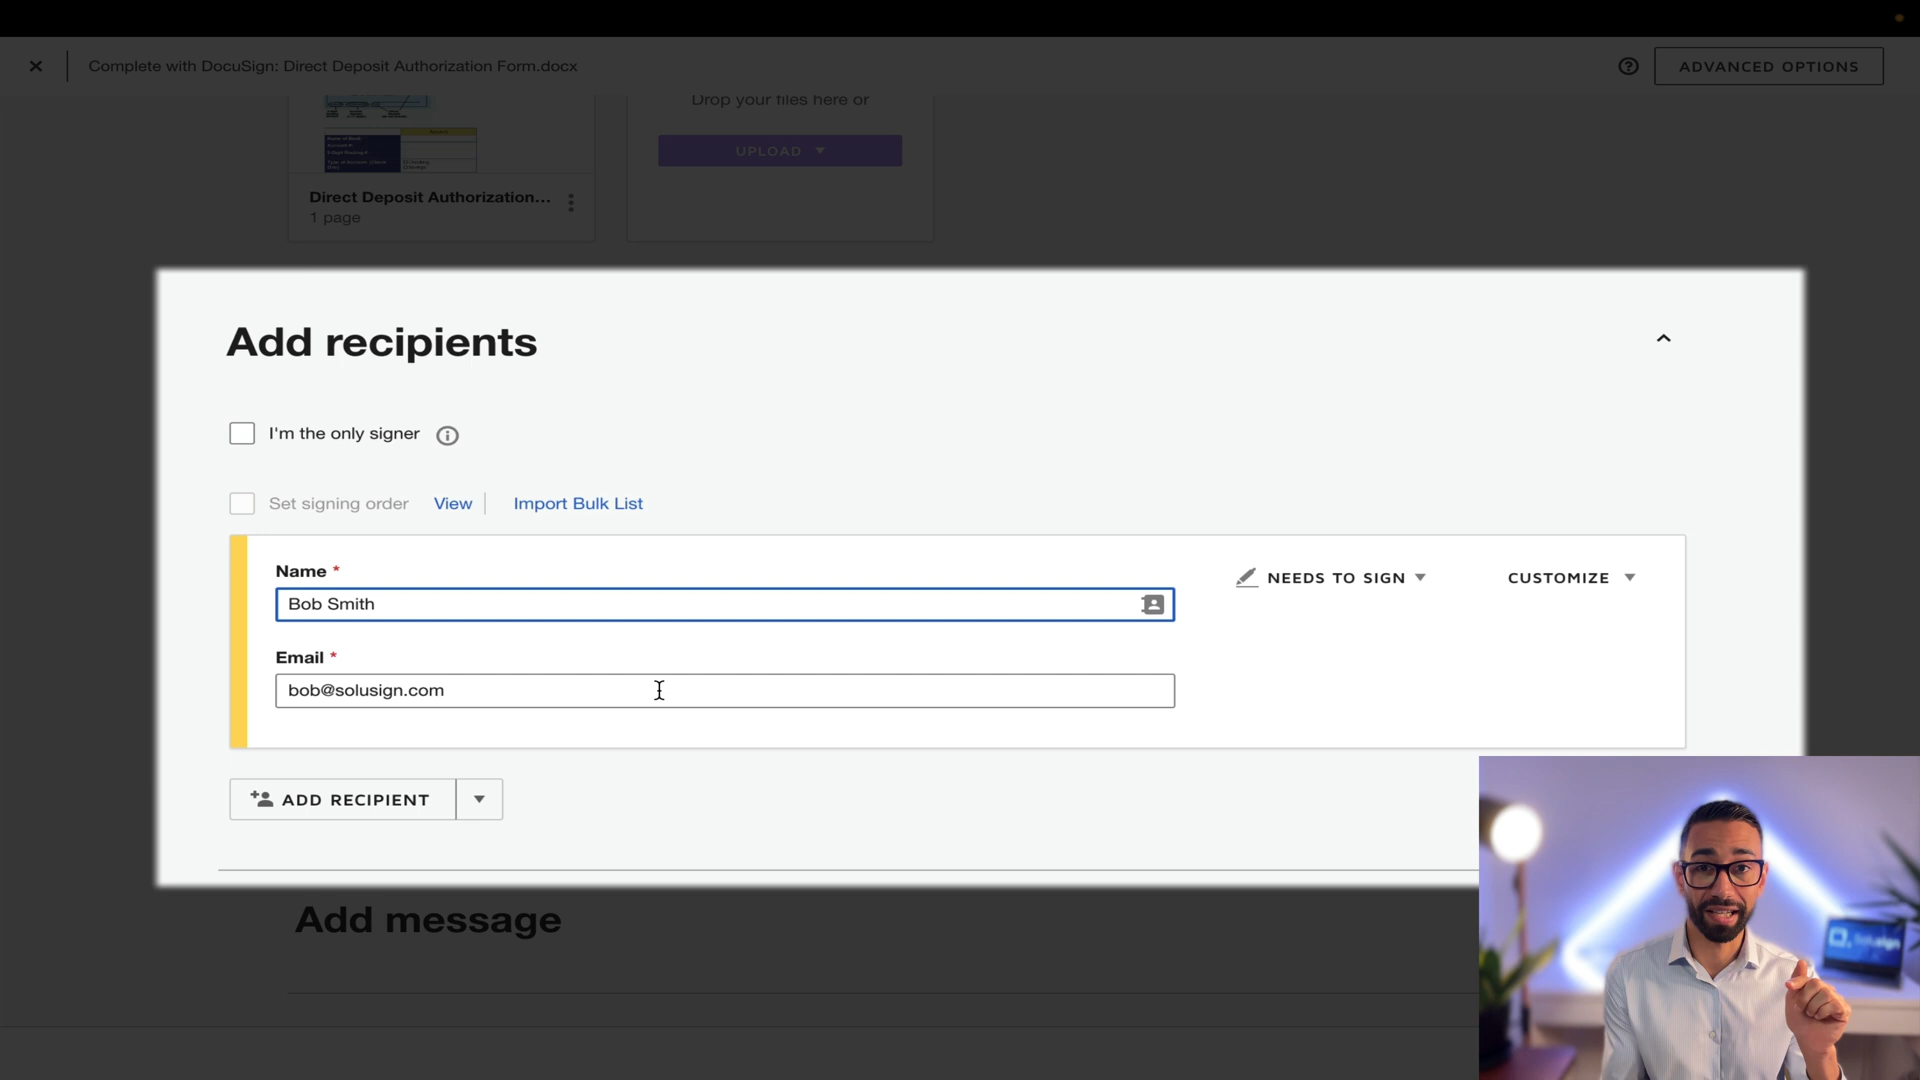 Complete with DocuSign: Direct Deposit Authorization Form.docx
ADVANCED OPTIONS
Drop your files here or
UPLOAD
Direct Deposit Authorization...
1 page
Add recipients
I'm the only signer
Set signing order
View
Import Bulk List
Name *
NEEDS TO SIGN
CUSTOMIZE
Bob Smith
Email *
bob@solusign.com
ADD RECIPIENT
Add message
Solusign